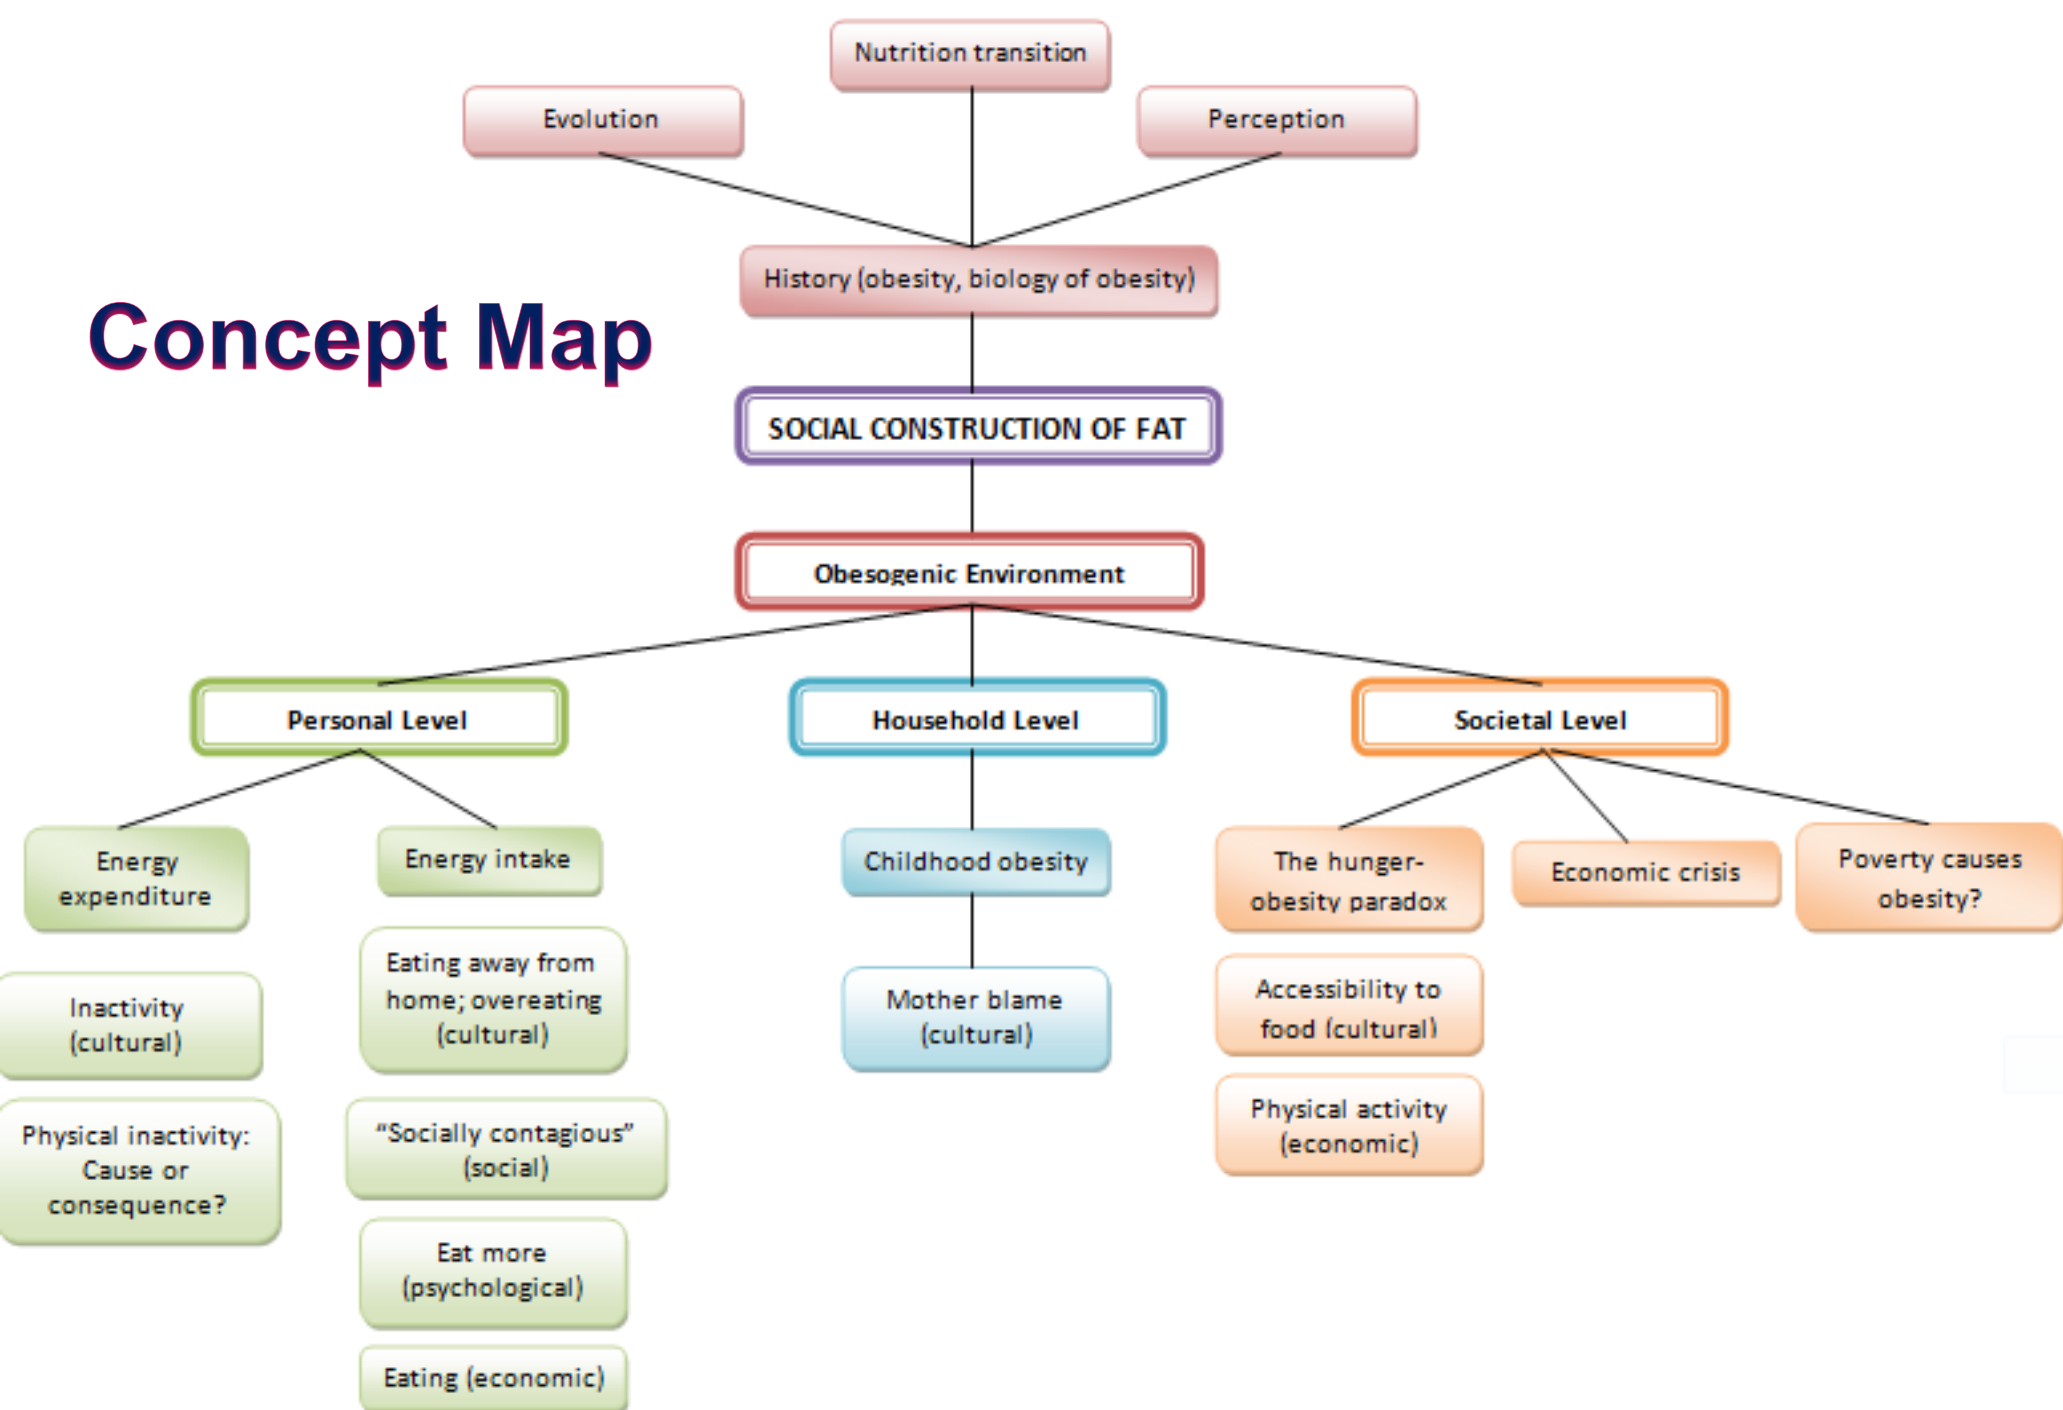 Nutrition transition
Evolution
Perception
History (obesity, biology of obesity)
Concept Map
SOCIAL CONSTRUCTION OF FAT
Obesogenic Environment
Personal Level
Household Level
Societal Level
Energy
expenditure
Energy intake
Childhood obesity
The hunger-
obesity paradox
Economic crisis
Poverty causes
obesity?
Inactivity
(cultural)
Eating away from
home; overeating
(cultural)
Mother blame
(cultural)
Accessibility to
food (cultural)
Physical inactivity:
Cause or
consequence?
“Socially contagious”
(social)
Physical activity
(economic)
Eat more
(psychological)
Eating (economic)